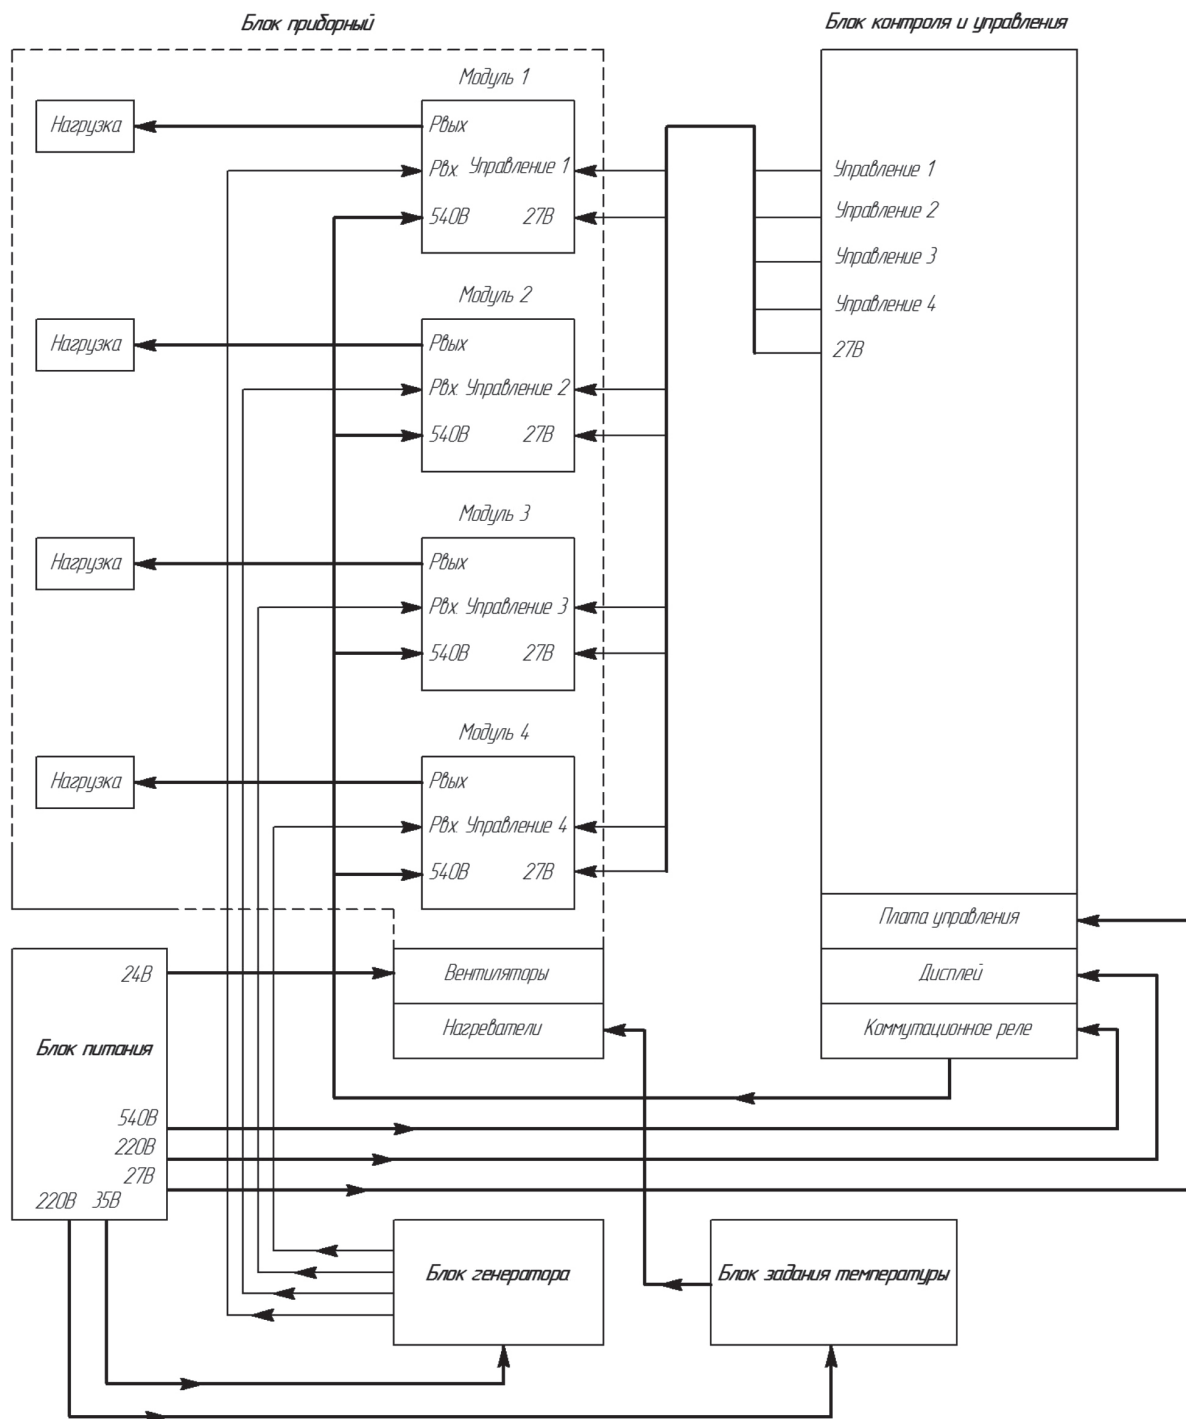 Блок приборный
Блок контроля и управления
Модуль 1
Нагрузка
Рвых
Рвх. Управление 1
540В 27В
Управление 1
Управление 2
Управление 3
Управление 4
27В
Модуль 2
Нагрузка
Рвых
Рвх. Управление 2
540В 27В
Модуль 3
Нагрузка
Рвых
Рвх. Управление 3
540В 27В
Модуль 4
Нагрузка
Рвых
Рвх. Управление 4
540В 27В
Плата управления
Дисплей
Коммутационное реле
Вентиляторы
Нагреватели
24В
Блок питания
540В
220В
27В
220В 35В
Блок генератора
Блок задания температуры